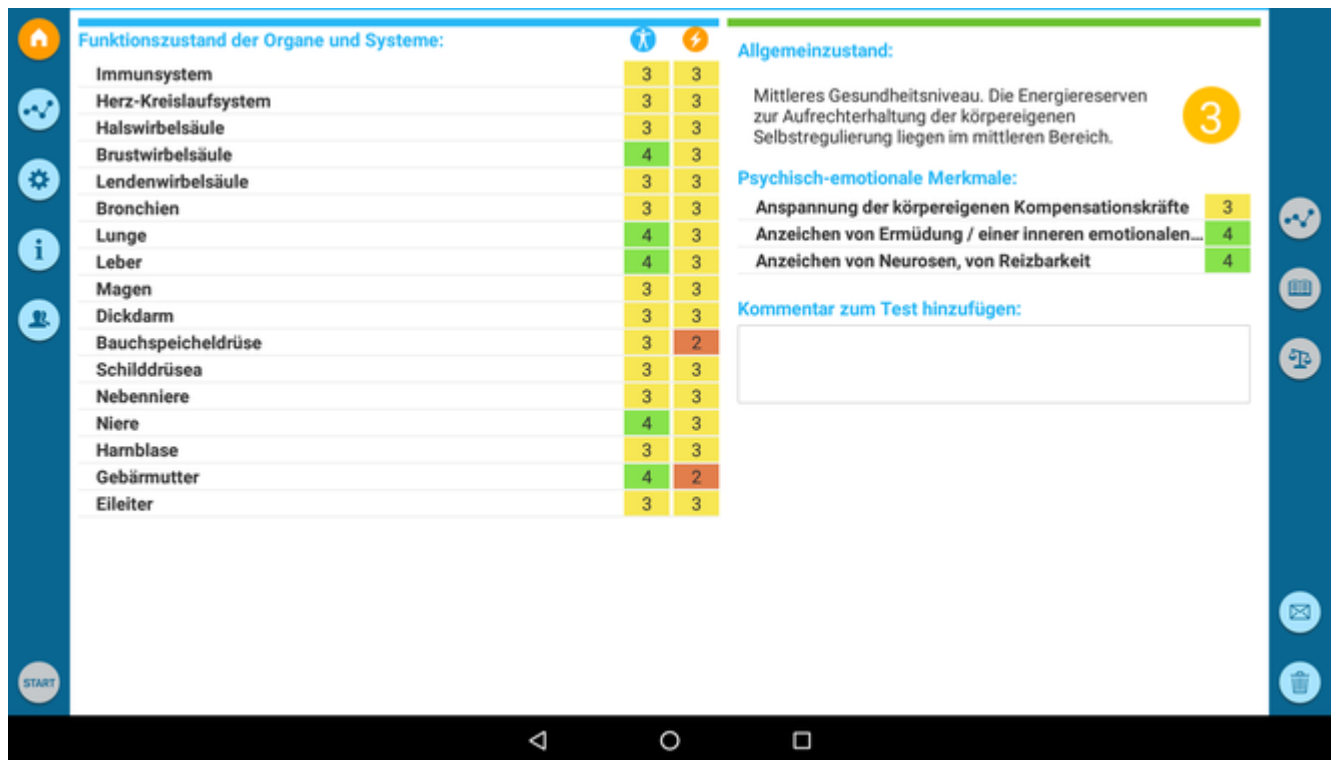 Funktionszustand der Organe und Systeme:
Immunsystem 3 3
Herz-Kreislaufsystem 3 3
Halswirbelsäule 3 3
Brustwirbelsäule 4 3
Lendenwirbelsäule 3 3
Bronchien 3 3
Lunge 4 3
Leber 4 3
Magen 3 3
Dickdarm 3 3
Bauchspeicheldrüse 3 2
Schilddrüsea 3 3
Nebenniere 3 3
Niere 4 3
Harnblase 3 3
Gebärmutter 4 2
Eileiter 3 3
Allgemeinzustand:
Mittleres Gesundheitsniveau. Die Energiereserven
zur Aufrechterhaltung der körpereigenen
Selbstregulierung liegen im mittleren Bereich.
3
Psychisch-emotionale Merkmale:
Anspannung der körpereigenen Kompensationskräfte 3
Anzeichen von Ermüdung / einer inneren emotionalen... 4
Anzeichen von Neurosen, von Reizbarkeit 4
Kommentar zum Test hinzufügen:
i
START